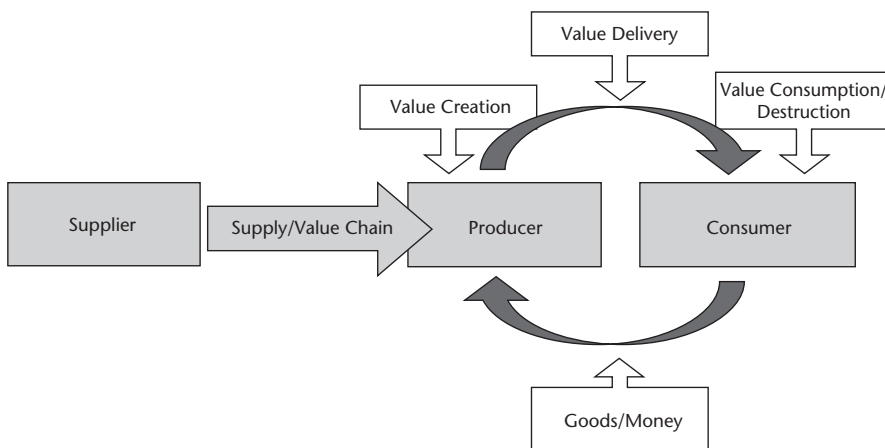 Value Delivery
Value Creation
Value Consumption/
Destruction
Supplier
Supply/Value Chain
Producer
Consumer
Goods/Money